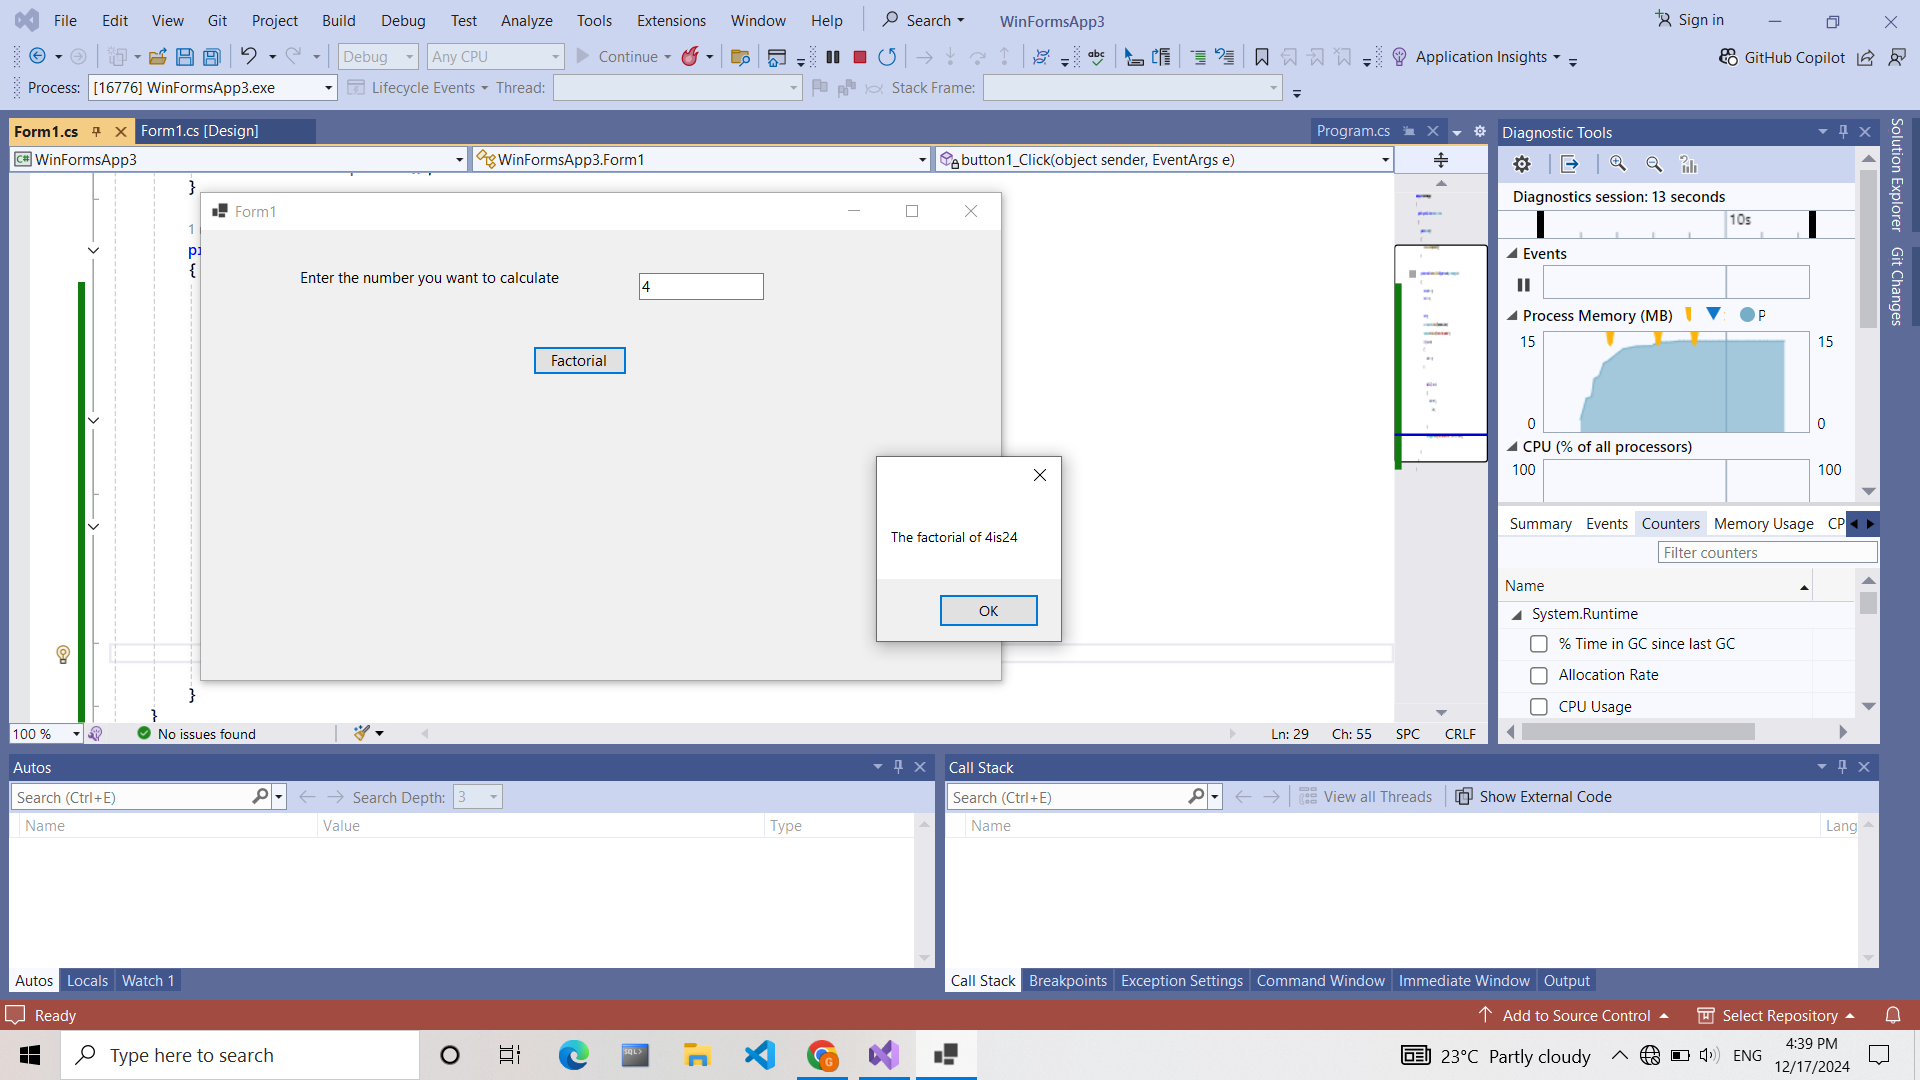 File Edit View Git Project Build Debug Test Analyze Tools Extensions Window Help Search WinFormsApp3 Sign in
Debug Any CPU Continue abc Application Insights GitHub Copilot
Process: [16776] WinFormsApp3.exe Lifecycle Events Thread: Stack Frame:
Form1.cs Form1.cs [Design] Program.cs
C# WinFormsApp3 WinFormsApp3.Form1 button1_Click(object sender, EventArgs e)
}
1
{
}
}
Form1
Enter the number you want to calculate
4
Factorial
The factorial of 4is24
OK
100 % No issues found Ln: 29 Ch: 55 SPC CRLF
Diagnostic Tools
Diagnostics session: 13 seconds
10s
Events
Process Memory (MB) P
15 15
0 0
CPU (% of all processors)
100 100
Summary Events Counters Memory Usage CP
Filter counters
Name
System.Runtime
% Time in GC since last GC
Allocation Rate
CPU Usage
Solution Explorer
Git Changes
Autos
Search (Ctrl+E) Search Depth: 3
Name Value Type
Autos Locals Watch 1
Call Stack
Search (Ctrl+E) View all Threads Show External Code
Name Lang
Call Stack Breakpoints Exception Settings Command Window Immediate Window Output
Ready Add to Source Control Select Repository
Type here to search SQL> G 23°C Partly cloudy ENG
4:39 PM
12/17/2024